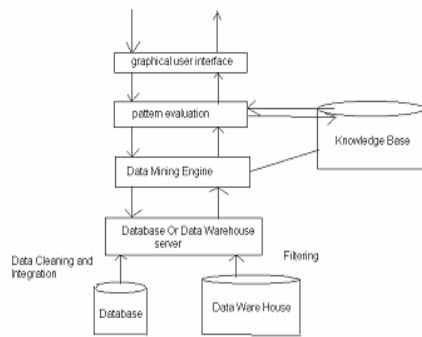 graphical user interface
pattern evaluation
Knowledge Base
Data Mining Engine
Database Or Data Warehouse
server
Data Cleaning and
Integration
Filtering
Database
Data Ware House